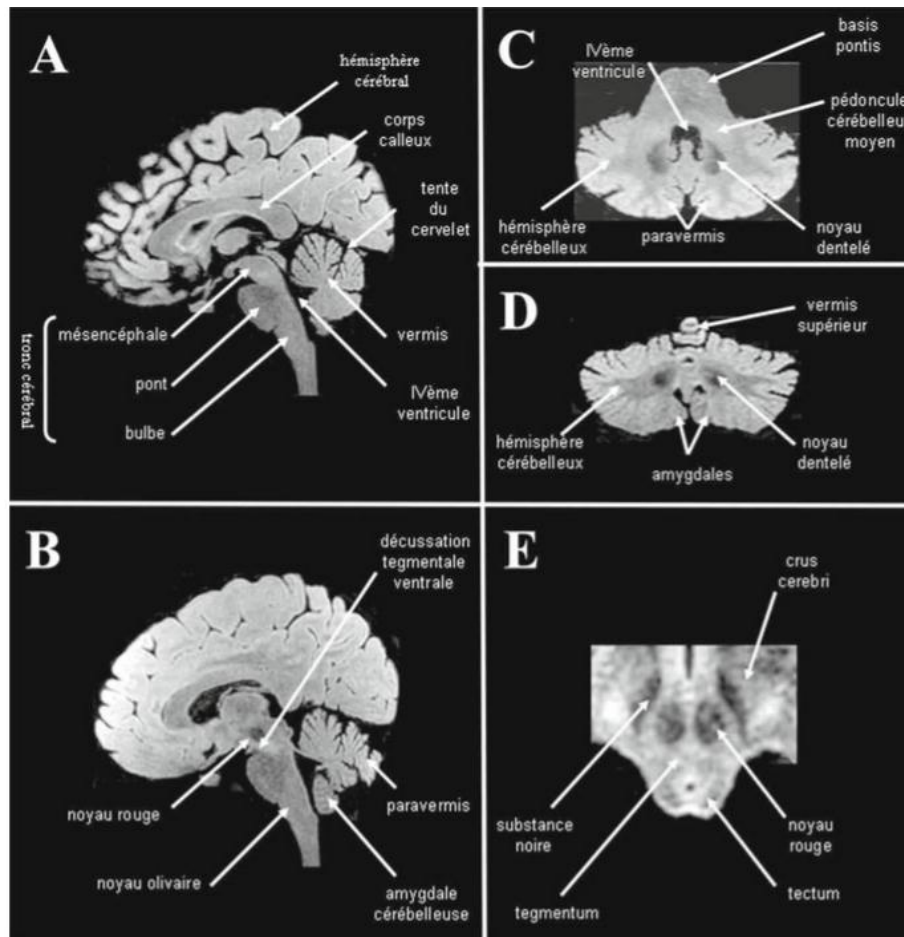 A
hémisphère
cérébral
corps
calleux
tente
du
cervelet
mésencéphale
vermis
tronc cérébral
pont
IVème
ventricule
bulbe
B
décussation
tegmentale
ventrale
noyau rouge
paravermis
noyau olivaire
amygdale
cérébelleuse
C
basis
pontis
IVème
ventricule
pédoncule
cérébelleux
moyen
hémisphère
cérébelleux
paravermis
noyau
dentelé
D
vermis
supérieur
hémisphère
cérébelleux
noyau
dentelé
amygdales
E
crus
cerebri
substance
noire
noyau
rouge
tegmentum
tectum